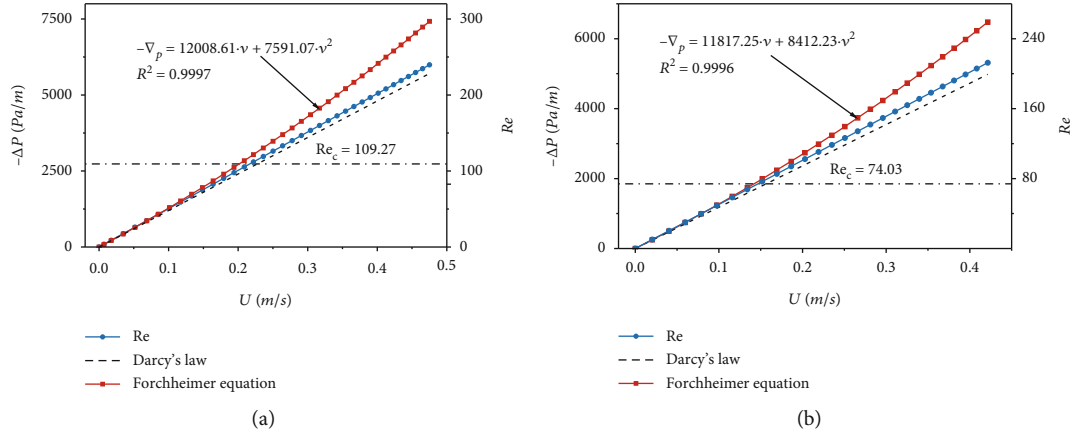 7500
5000
2500
0
−ΔP (Pa/m)
−∇p = 12008.61·v + 7591.07·v²
R² = 0.9997
Re_c = 109.27
300
200
100
0
Re
0.0 0.1 0.2 0.3 0.4 0.5
U (m/s)
Re
Darcy's law
Forchheimer equation
(a)
6000
4000
2000
0
−ΔP (Pa/m)
−∇p = 11817.25·v + 8412.23·v²
R² = 0.9996
Re_c = 74.03
240
160
80
0
Re
0.0 0.1 0.2 0.3 0.4
U (m/s)
Re
Darcy's law
Forchheimer equation
(b)